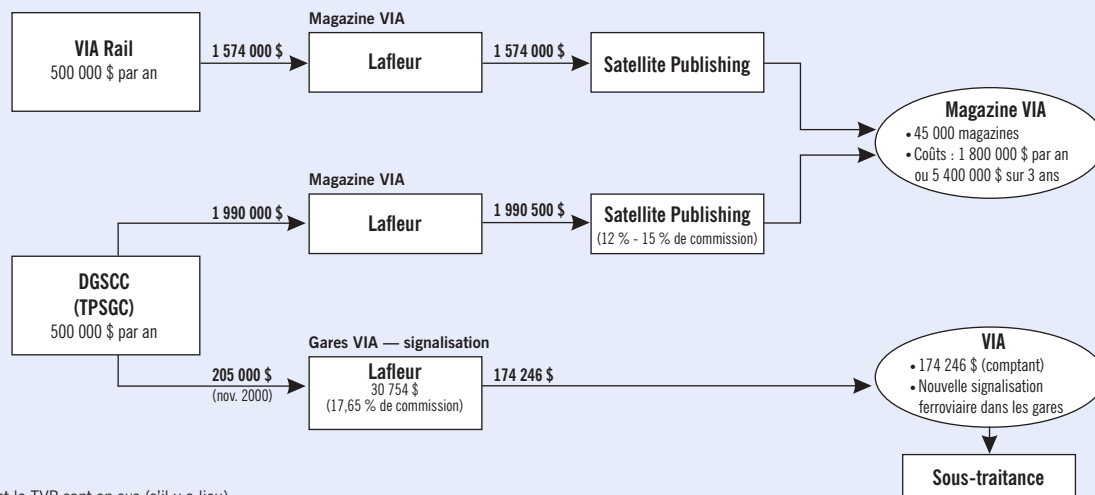 Magazine VIA
VIA Rail
500 000 $ par an
1 574 000 $
Lafleur
1 574 000 $
Satellite Publishing
Magazine VIA
• 45 000 magazines
• Coûts : 1 800 000 $ par an
ou 5 400 000 $ sur 3 ans
Magazine VIA
1 990 000 $
Lafleur
1 990 500 $
Satellite Publishing
(12 % - 15 % de commission)
DGSCC
(TPSGC)
500 000 $ par an
Gares VIA — signalisation
205 000 $
(nov. 2000)
Lafleur
30 754 $
(17,65 % de commission)
174 246 $
VIA
• 174 246 $ (comptant)
• Nouvelle signalisation
ferroviaire dans les gares
Sous-traitance